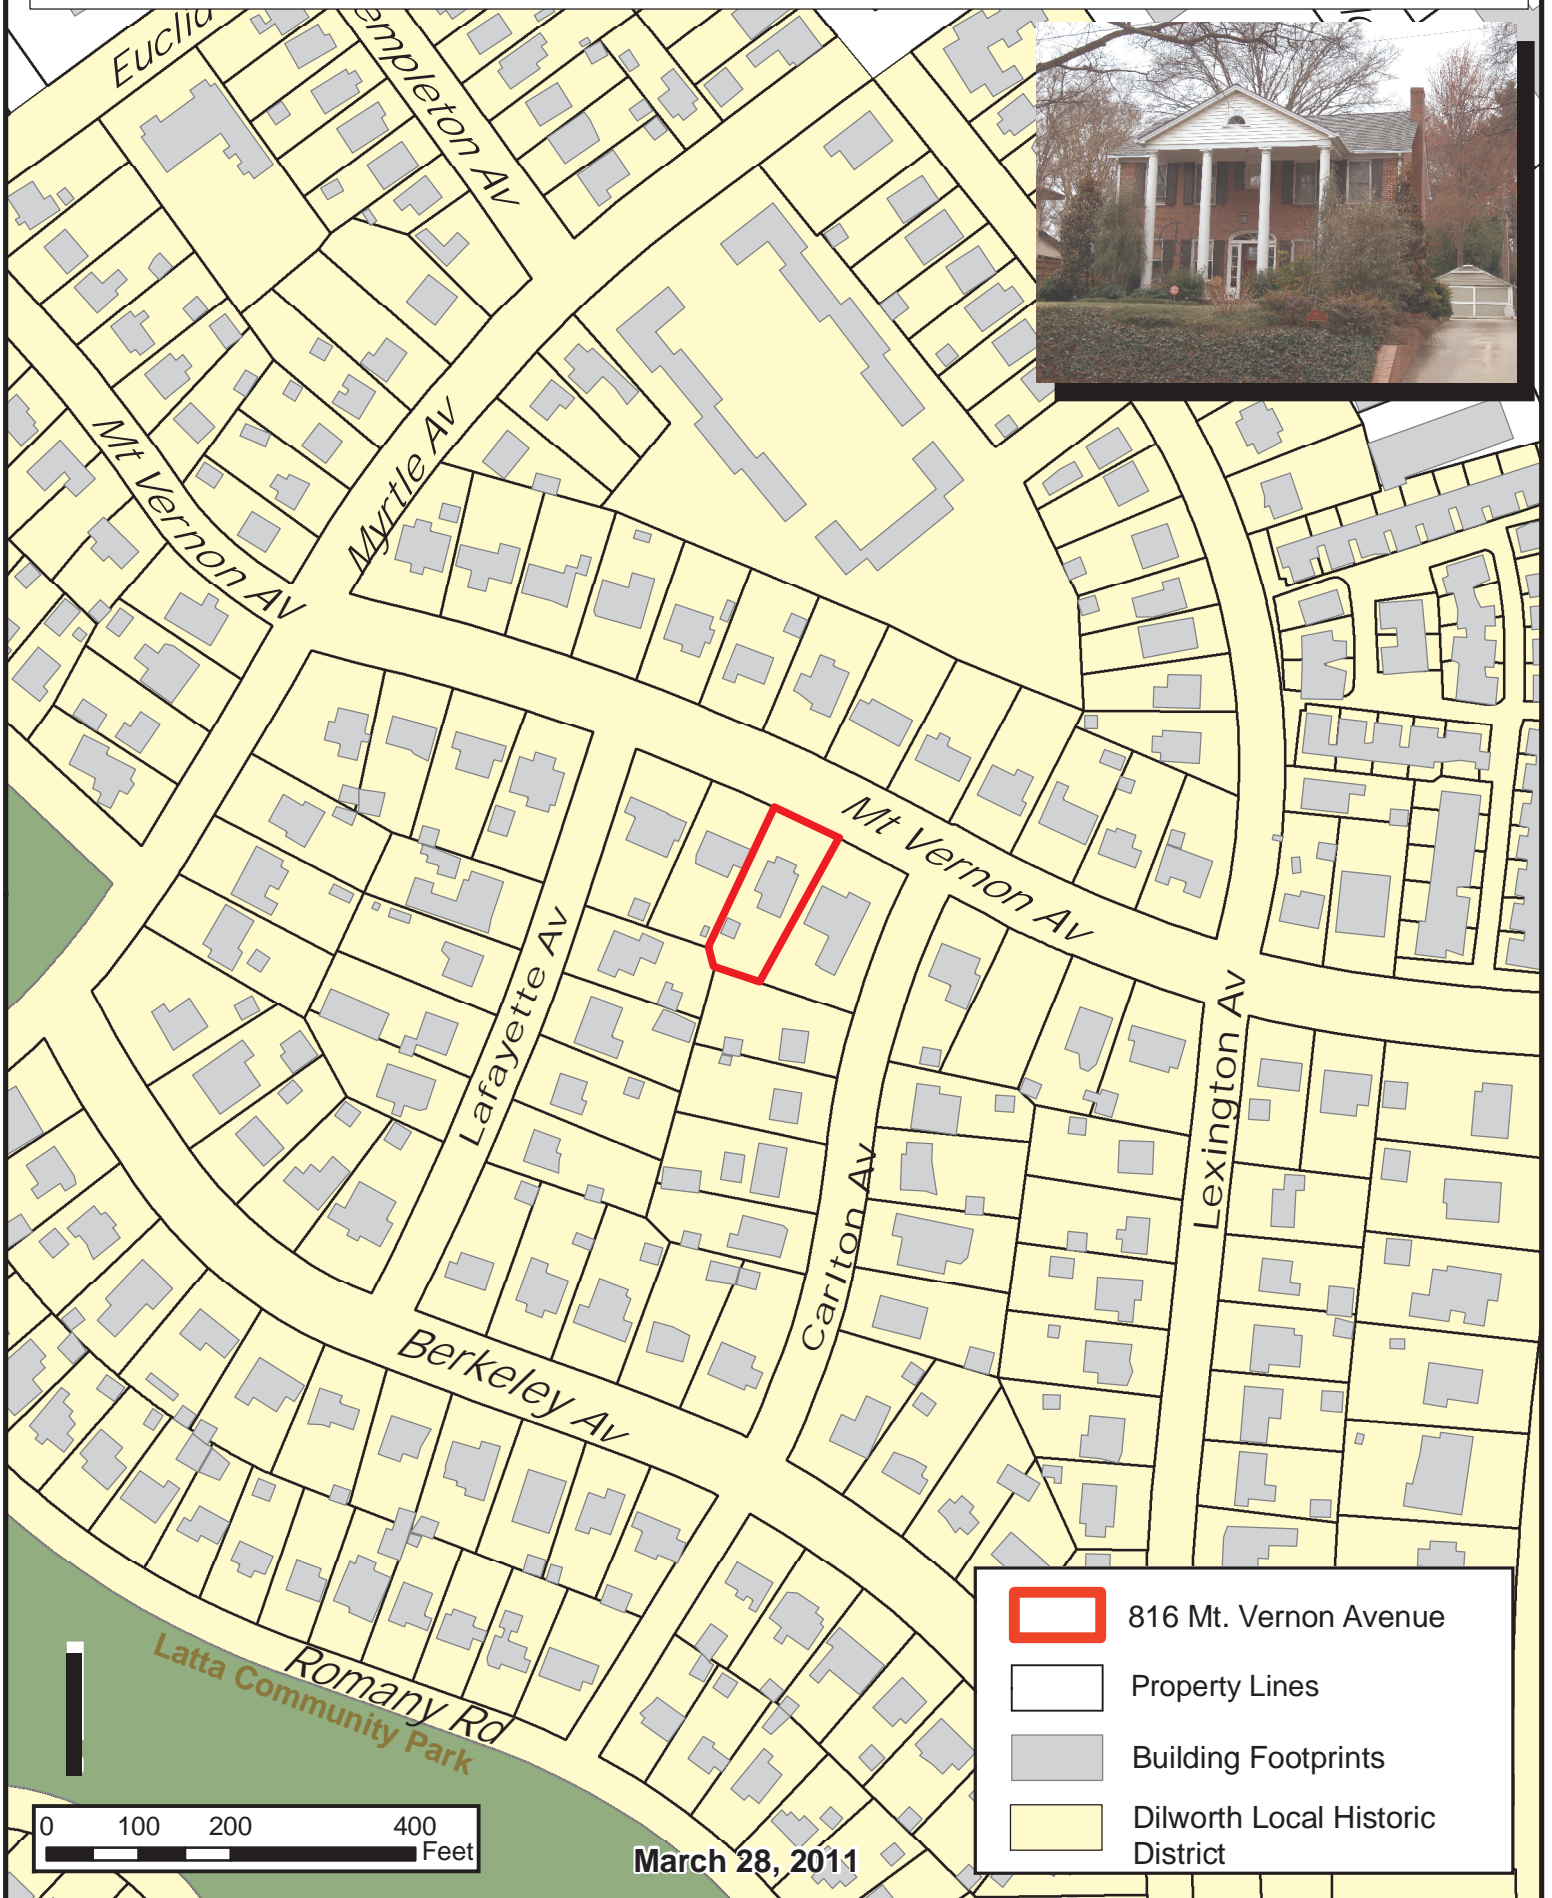 Euclid
empleton Av
Mt Vernon Av
Myrtle Av
Mt Vernon Av
Lafayette Av
Lexington Av
Carlton Av
Berkeley Av
Romany Rd
Latta Community Park
816 Mt. Vernon Avenue
Property Lines
Building Footprints
Dilworth Local Historic
District
0 100 200 400
Feet
March 28, 2011